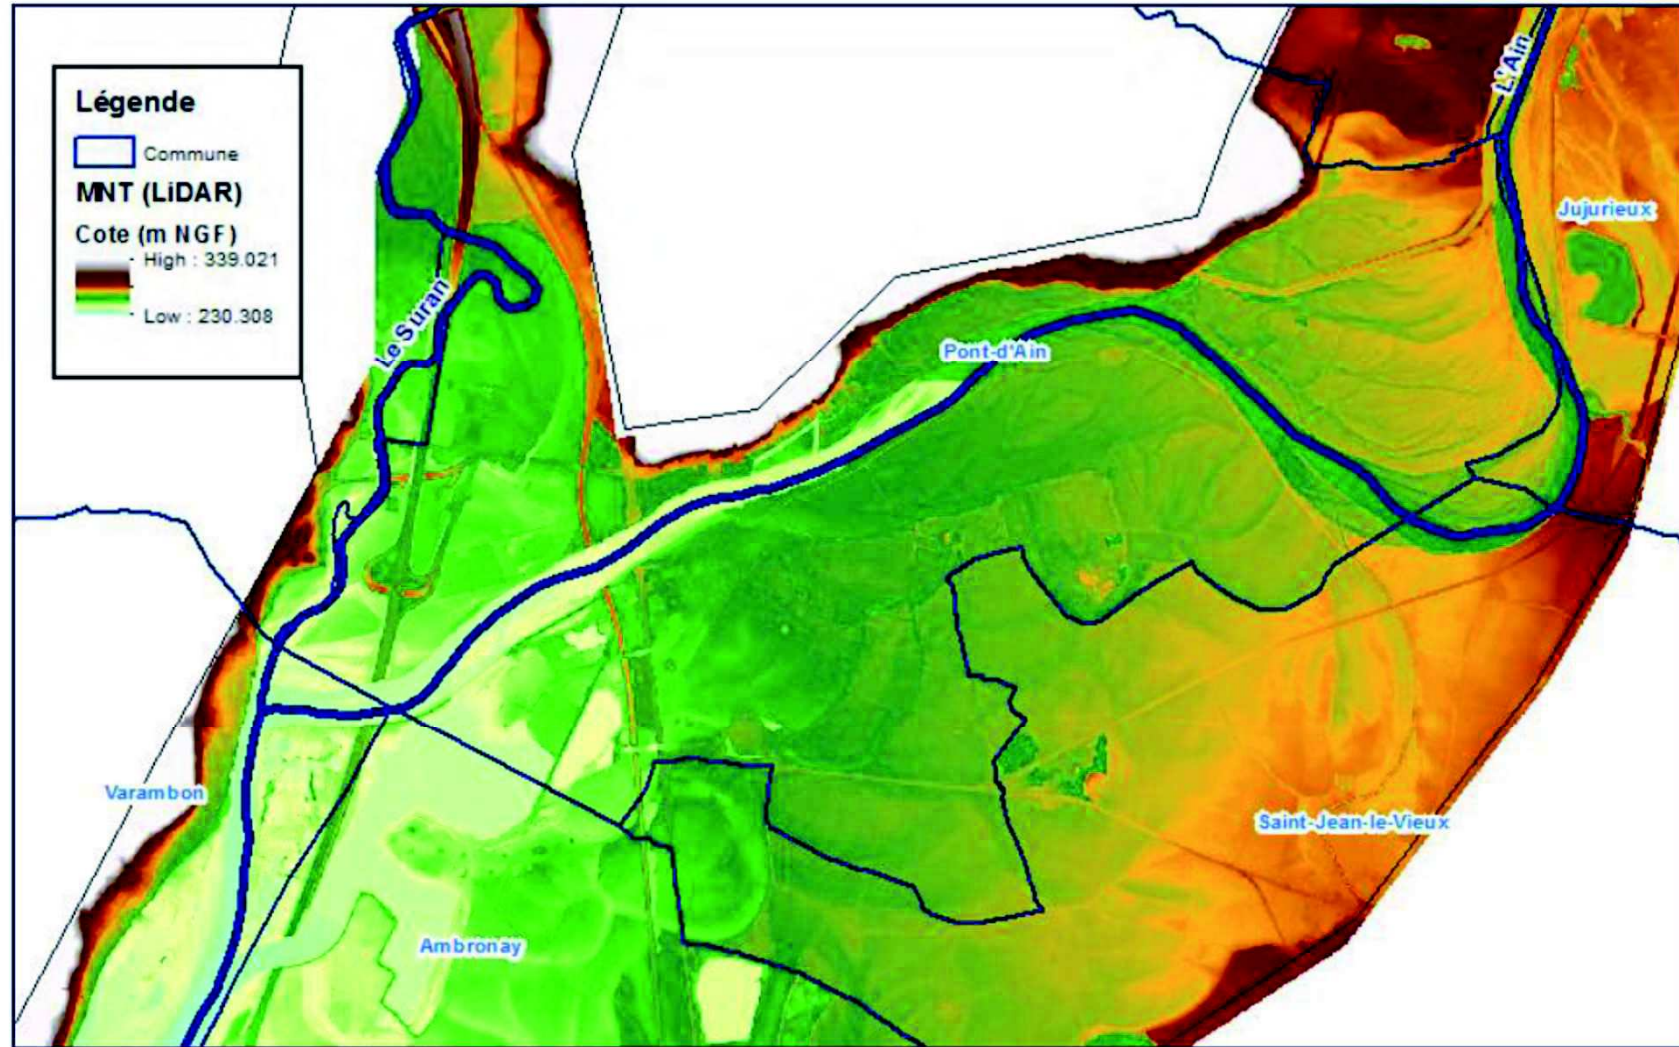 Légende
Commune
MNT (LiDAR)
Cote (m NGF)
High : 339.021
Low : 230.308
L'Ain
Jujurieux
Le Suran
Pont-d'Ain
Varambon
Saint-Jean-le-Vieux
Ambronay